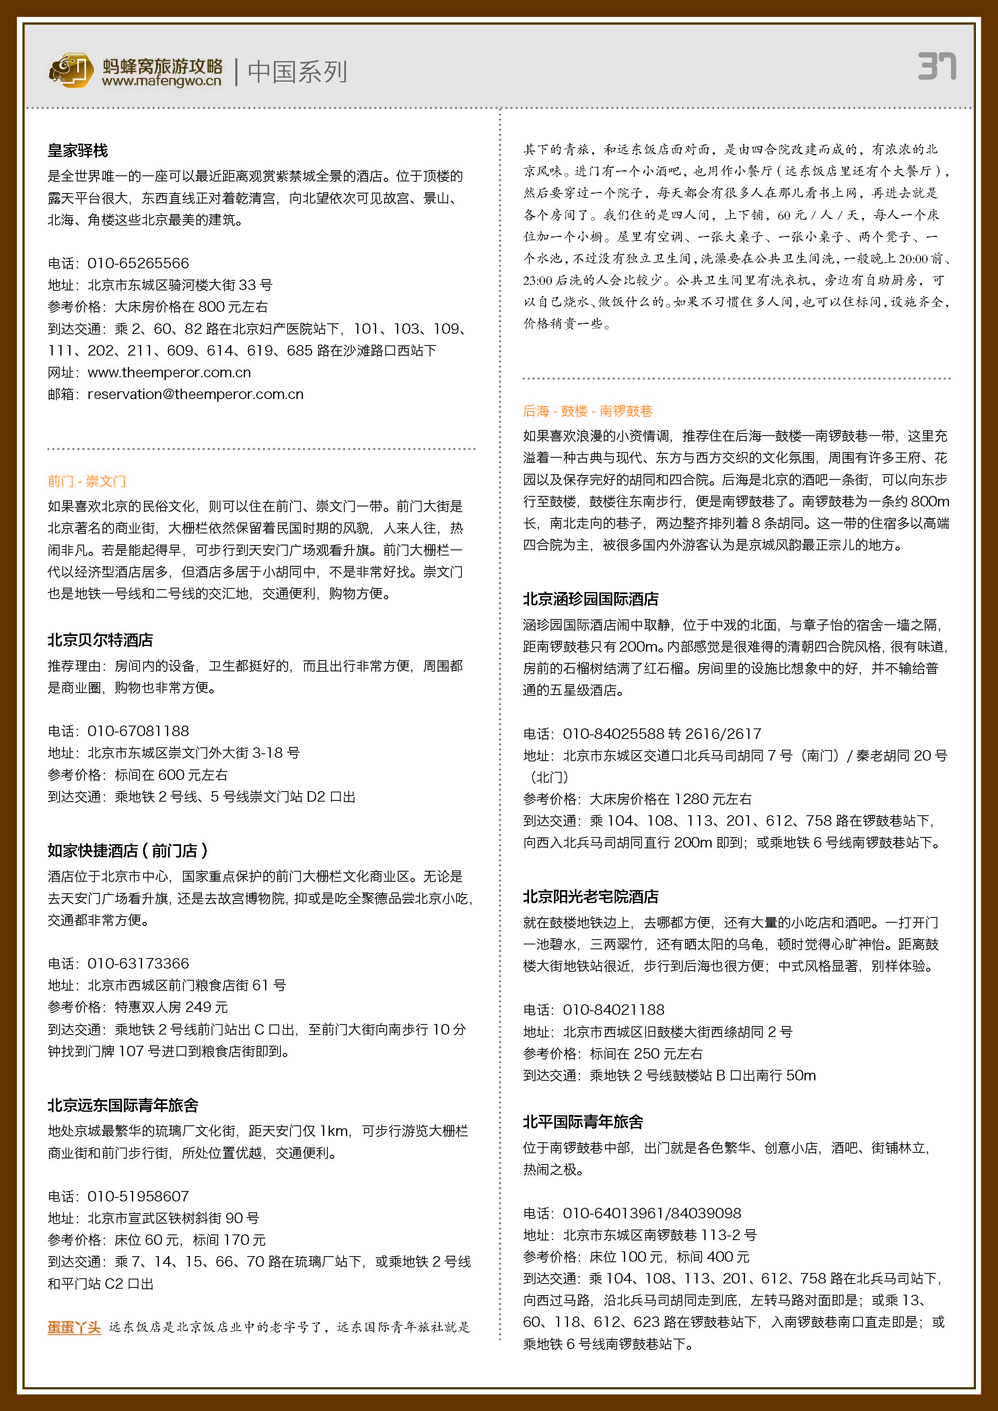 蚂蜂窝旅游攻略
www.mafengwo.cn
中国系列
37
皇家驿栈
是全世界唯一的一座可以最近距离观赏紫禁城全景的酒店。位于顶楼的
露天平台很大，东西直线正对着乾清宫，向北望依次可见故宫、景山、
北海、角楼这些北京最美的建筑。
电话：010-65265566
地址：北京市东城区骑河楼大街 33 号
参考价格：大床房价格在 800 元左右
到达交通：乘 2、60、82 路在北京妇产医院站下，101、103、109、
111、202、211、609、614、619、685 路在沙滩路口西站下
网址：www.theemperor.com.cn
邮箱：reservation@theemperor.com.cn
前门 - 崇文门
如果喜欢北京的民俗文化，则可以住在前门、崇文门一带。前门大街是
北京著名的商业街，大栅栏依然保留着民国时期的风貌，人来人往，热
闹非凡。若是能起得早，可步行到天安门广场观看升旗。前门大栅栏一
代以经济型酒店居多，但酒店多居于小胡同中，不是非常好找。崇文门
也是地铁一号线和二号线的交汇地，交通便利，购物方便。
北京贝尔特酒店
推荐理由：房间内的设备，卫生都挺好的，而且出行非常方便，周围都
是商业圈，购物也非常方便。
电话：010-67081188
地址：北京市东城区崇文门外大街 3-18 号
参考价格：标间在 600 元左右
到达交通：乘地铁 2 号线、5 号线崇文门站 D2 口出
如家快捷酒店（前门店）
酒店位于北京市中心，国家重点保护的前门大栅栏文化商业区。无论是
去天安门广场看升旗，还是去故宫博物院，抑或是吃全聚德品尝北京小吃，
交通都非常方便。
电话：010-63173366
地址：北京市西城区前门粮食店街 61 号
参考价格：特惠双人房 249 元
到达交通：乘地铁 2 号线前门站出 C 口出，至前门大街向南步行 10 分
钟找到门牌 107 号进口到粮食店街即到。
北京远东国际青年旅舍
地处京城最繁华的琉璃厂文化街，距天安门仅 1km，可步行游览大栅栏
商业街和前门步行街，所处位置优越，交通便利。
电话：010-51958607
地址：北京市宣武区铁树斜街 90 号
参考价格：床位 60 元，标间 170 元
到达交通：乘 7、14、15、66、70 路在琉璃厂站下，或乘地铁 2 号线
和平门站 C2 口出
蛋蛋丫头 远东饭店是北京饭店业中的老字号了，远东国际青年旅社就是
其下的青旅，和远东饭店面对面，是由四合院改建而成的，有浓浓的北
京风味。进门有一个小酒吧，也用作小餐厅（远东饭店里还有个大餐厅），
然后要穿过一个院子，每天都会有很多人在那儿看书上网，再进去就是
各个房间了。我们住的是四人间，上下铺，60 元 / 人 / 天，每人一个床
位加一个小橱。屋里有空调、一张大桌子、一张小桌子、两个凳子、一
个水池，不过没有独立卫生间，洗澡要在公共卫生间洗，一般晚上 20:00 前、
23:00 后洗的人会比较少。公共卫生间里有洗衣机，旁边有自助厨房，可
以自己烧水、做饭什么的。如果不习惯住多人间，也可以住标间，设施齐全，
价格稍贵一些。
后海 - 鼓楼 - 南锣鼓巷
如果喜欢浪漫的小资情调，推荐住在后海—鼓楼—南锣鼓巷一带，这里充
溢着一种古典与现代、东方与西方交织的文化氛围，周围有许多王府、花
园以及保存完好的胡同和四合院。后海是北京的酒吧一条街，可以向东步
行至鼓楼，鼓楼往东南步行，便是南锣鼓巷了。南锣鼓巷为一条约 800m
长，南北走向的巷子，两边整齐排列着 8 条胡同。这一带的住宿多以高端
四合院为主，被很多国内外游客认为是京城风韵最正宗儿的地方。
北京涵珍园国际酒店
涵珍园国际酒店闹中取静，位于中戏的北面，与章子怡的宿舍一墙之隔，
距南锣鼓巷只有 200m。内部感觉是很难得的清朝四合院风格，很有味道，
房前的石榴树结满了红石榴。房间里的设施比想象中的好，并不输给普
通的五星级酒店。
电话：010-84025588 转 2616/2617
地址：北京市东城区交道口北兵马司胡同 7 号（南门）/ 秦老胡同 20 号
（北门）
参考价格：大床房价格在 1280 元左右
到达交通：乘 104、108、113、201、612、758 路在锣鼓巷站下，
向西入北兵马司胡同直行 200m 即到；或乘地铁 6 号线南锣鼓巷站下。
北京阳光老宅院酒店
就在鼓楼地铁边上，去哪都方便，还有大量的小吃店和酒吧。一打开门
一池碧水，三两翠竹，还有晒太阳的乌龟，顿时觉得心旷神怡。距离鼓
楼大街地铁站很近，步行到后海也很方便；中式风格显著，别样体验。
电话：010-84021188
地址：北京市西城区旧鼓楼大街西绦胡同 2 号
参考价格：标间在 250 元左右
到达交通：乘地铁 2 号线鼓楼站 B 口出南行 50m
北平国际青年旅舍
位于南锣鼓巷中部，出门就是各色繁华、创意小店，酒吧、街铺林立，
热闹之极。
电话：010-64013961/84039098
地址：北京市东城区南锣鼓巷 113-2 号
参考价格：床位 100 元，标间 400 元
到达交通：乘 104、108、113、201、612、758 路在北兵马司站下，
向西过马路，沿北兵马司胡同走到底，左转马路对面即是；或乘 13、
60、118、612、623 路在锣鼓巷站下，入南锣鼓巷南口直走即是；或
乘地铁 6 号线南锣鼓巷站下。